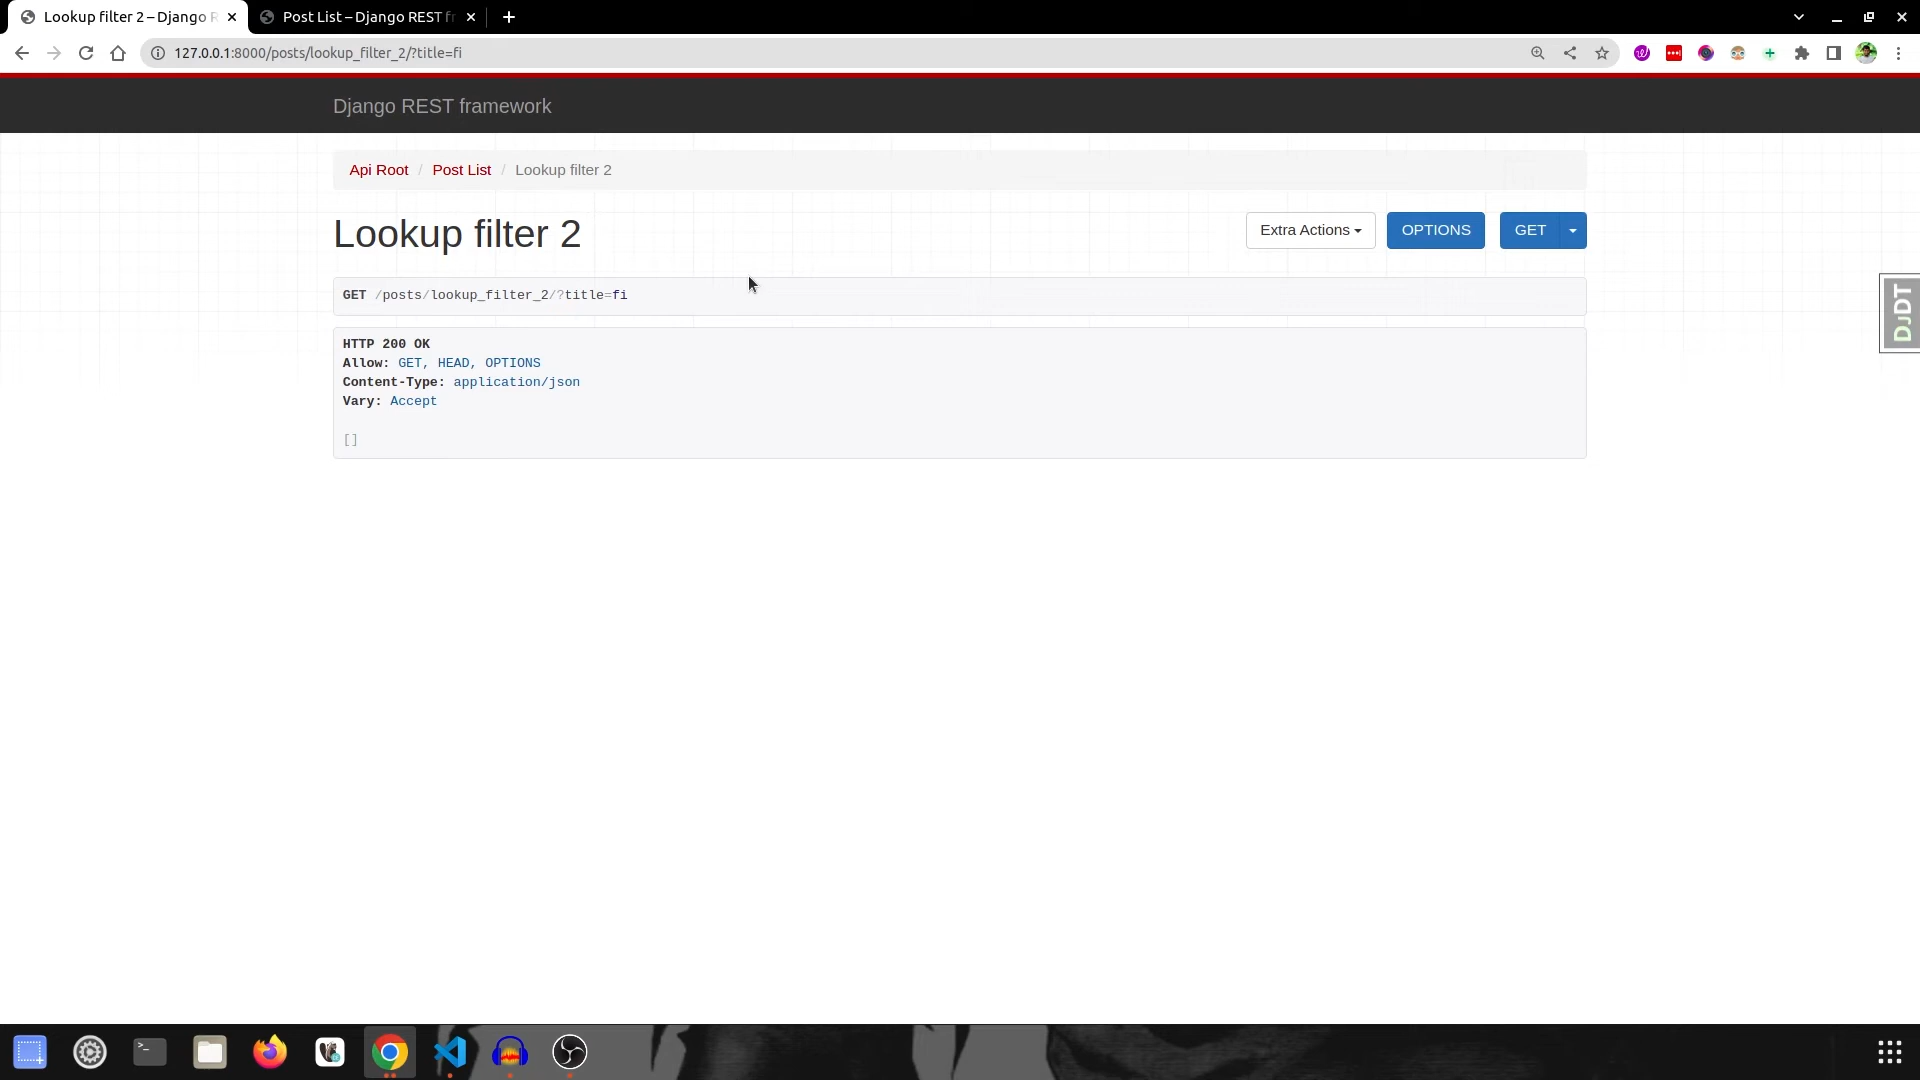 Lookup filter 2 – Django R
Post List – Django REST fr
127.0.0.1:8000/posts/lookup_filter_2/?title=fi
Django REST framework
Api Root / Post List / Lookup filter 2
Lookup filter 2
Extra Actions
OPTIONS
GET
GET /posts/lookup_filter_2/?title=fi
HTTP 200 OK
Allow: GET, HEAD, OPTIONS
Content-Type: application/json
Vary: Accept
[]
DJDT